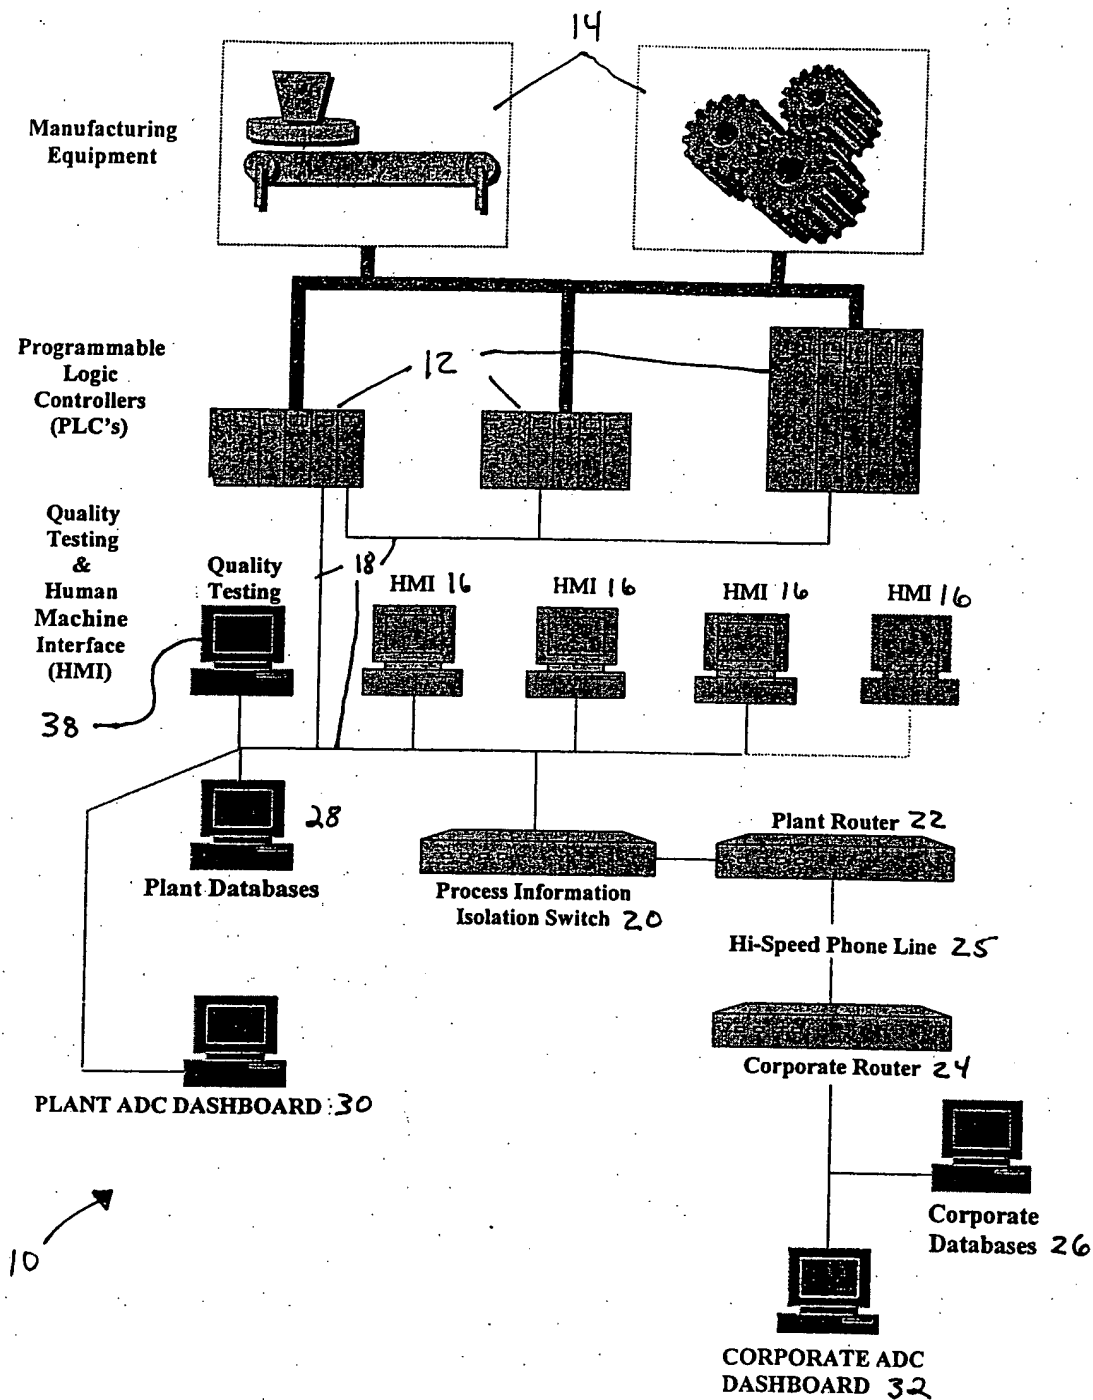 14
Manufacturing
Equipment
Programmable
Logic
Controllers
(PLC's)
12
Quality
Testing
&
Human
Machine
Interface
(HMI)
Quality
Testing
18
HMI 16
HMI 16
HMI 16
HMI 16
38
28
Plant Databases
Process Information
Isolation Switch 20
Plant Router 22
Hi-Speed Phone Line 25
Corporate Router 24
PLANT ADC DASHBOARD 30
10
Corporate
Databases 26
CORPORATE ADC
DASHBOARD 32